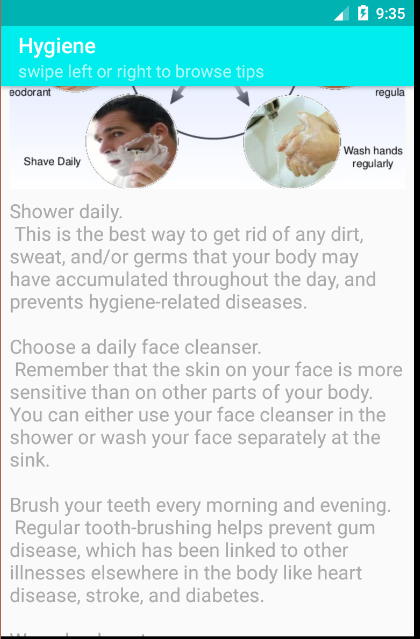 9:35
Hygiene
swipe left or right to browse tips
eodorant
regula
Shave Daily
Wash hands
regularly
Shower daily.
This is the best way to get rid of any dirt,
sweat, and/or germs that your body may
have accumulated throughout the day, and
prevents hygiene-related diseases.
Choose a daily face cleanser.
Remember that the skin on your face is more
sensitive than on other parts of your body.
You can either use your face cleanser in the
shower or wash your face separately at the
sink.
Brush your teeth every morning and evening.
Regular tooth-brushing helps prevent gum
disease, which has been linked to other
illnesses elsewhere in the body like heart
disease, stroke, and diabetes.